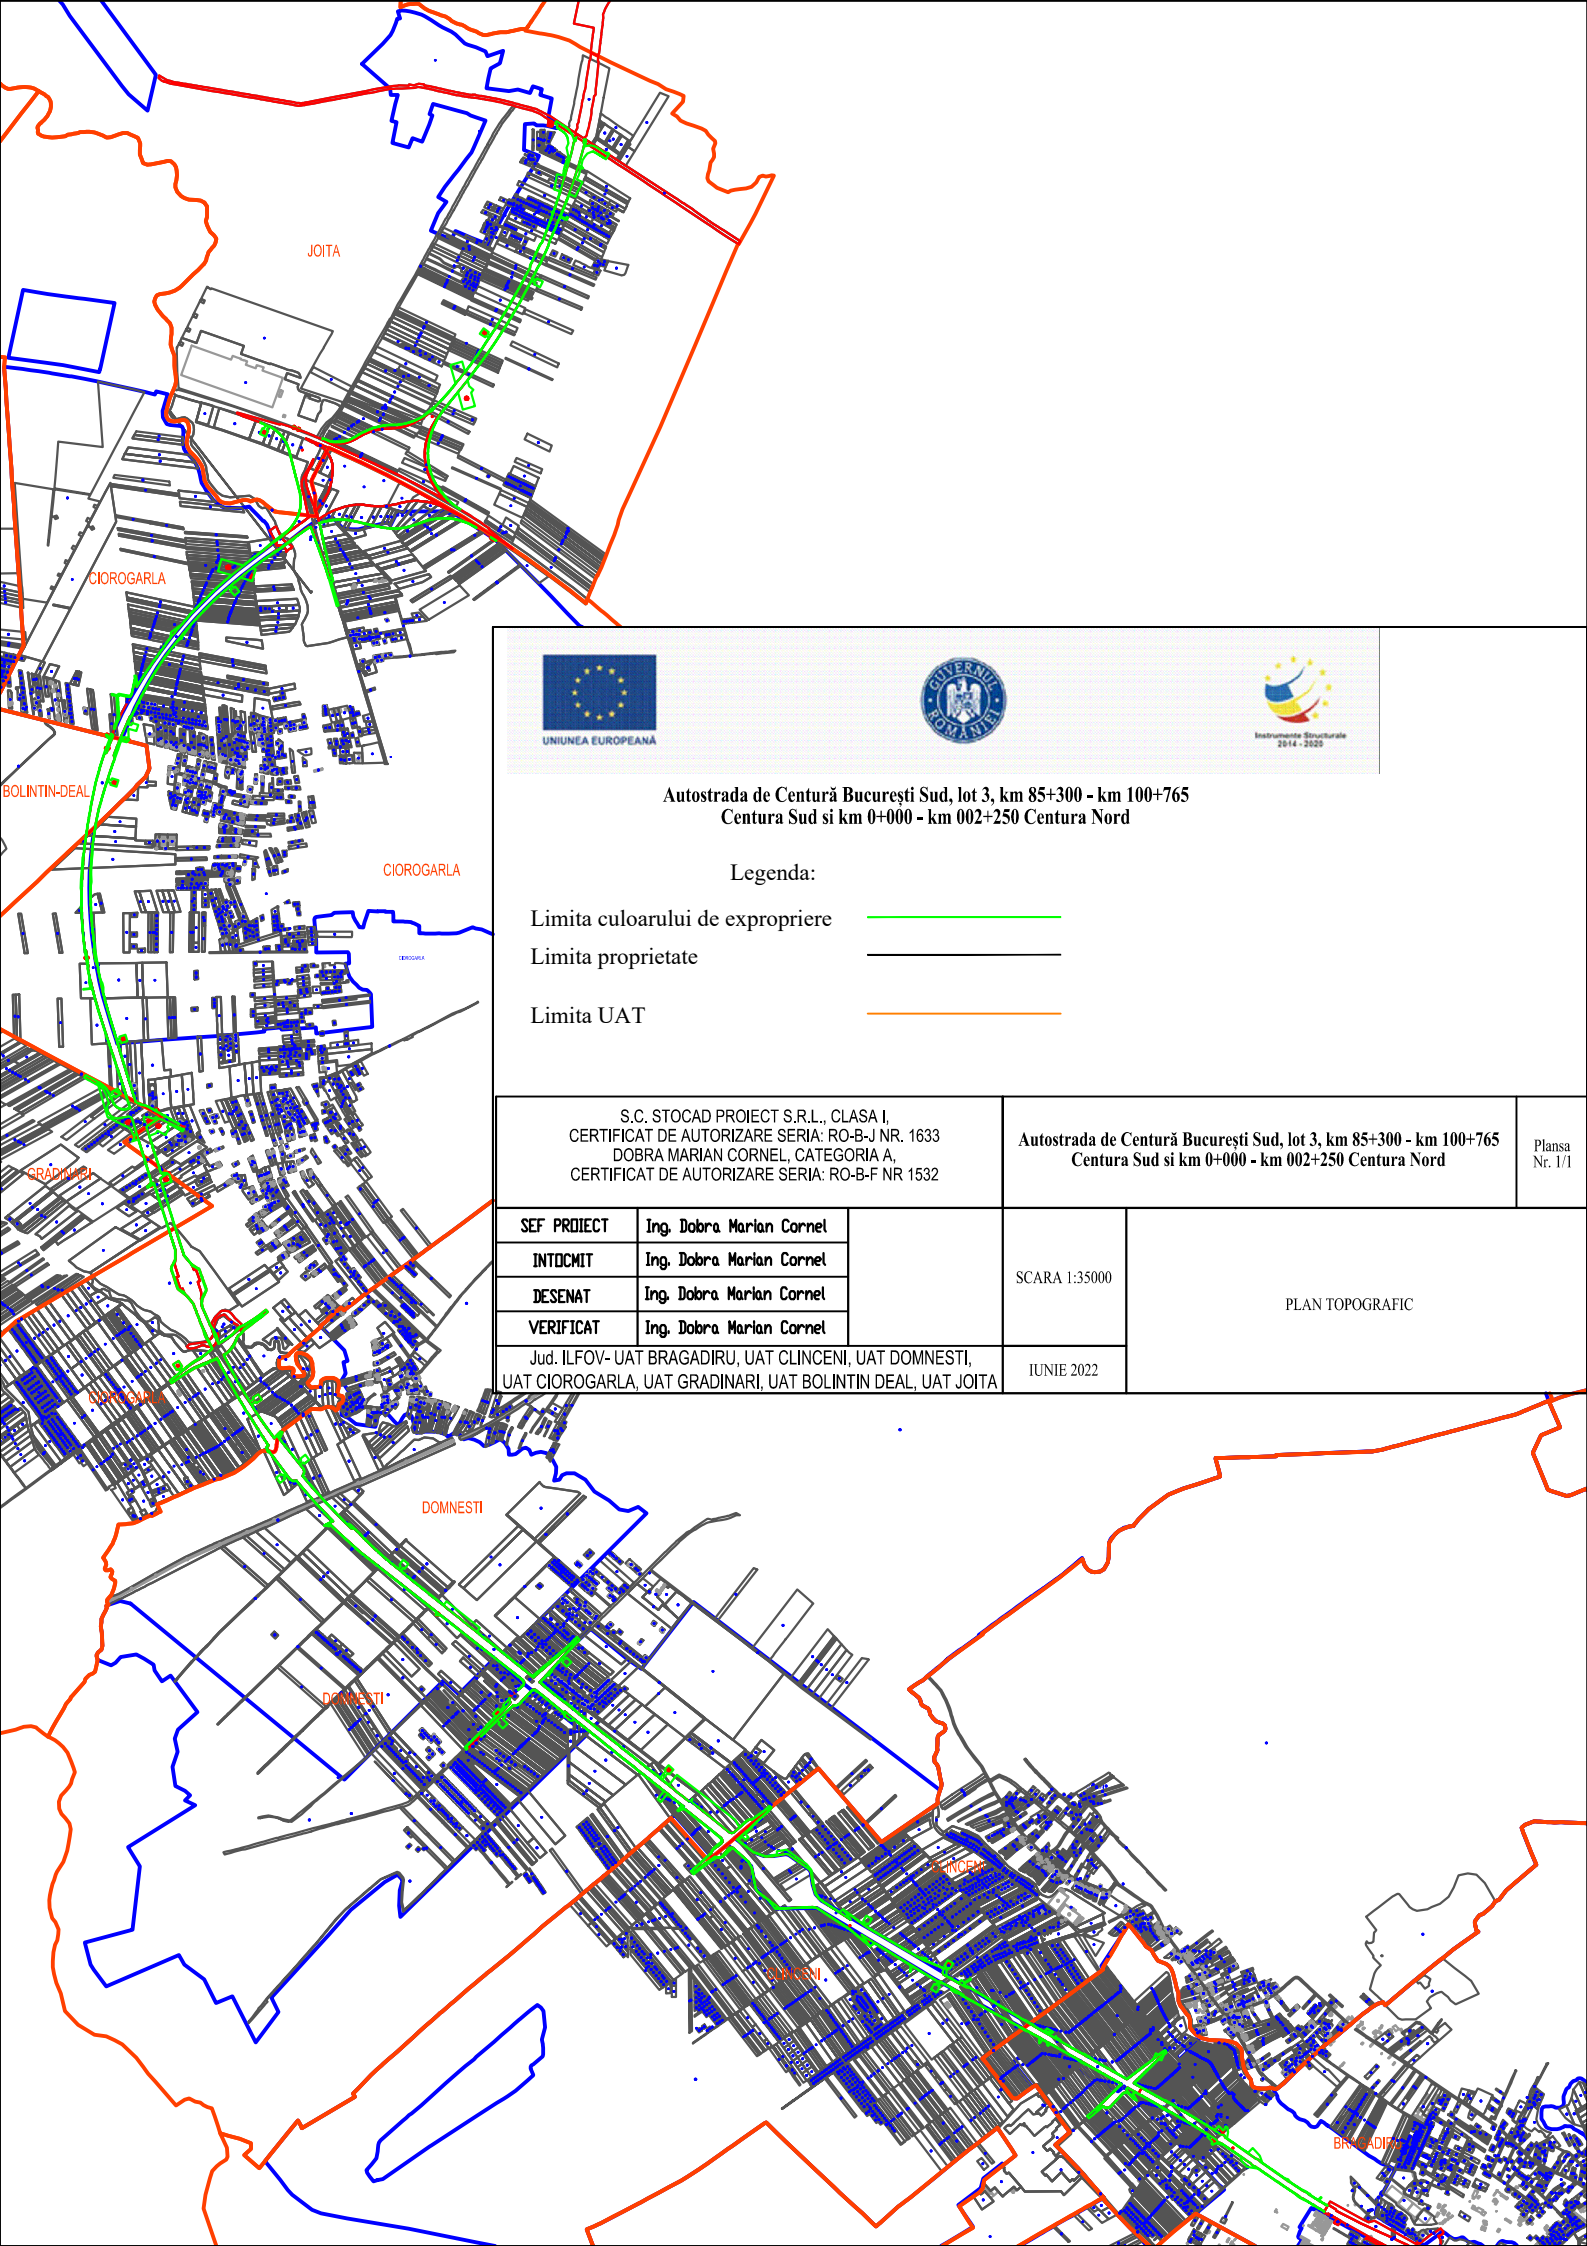 JOITA
CIOROGARLA
BOLINTIN-DEAL
CIOROGARLA
CIOROGARLA
GRADINARI
CIOROGARLA
DOMNESTI
DOMNESTI
CLINCENI
CLINCENI
BRAGADIRU
UNIUNEA EUROPEANĂ
GUVERNUL ROMÂNIEI
Instrumente Structurale
2014 - 2020
Autostrada de Centură București Sud, lot 3, km 85+300 - km 100+765
Centura Sud si km 0+000 - km 002+250 Centura Nord
Legenda:
Limita culoarului de expropriere
Limita proprietate
Limita UAT
S.C. STOCAD PROIECT S.R.L., CLASA I,
CERTIFICAT DE AUTORIZARE SERIA: RO-B-J NR. 1633
DOBRA MARIAN CORNEL, CATEGORIA A,
CERTIFICAT DE AUTORIZARE SERIA: RO-B-F NR 1532
Autostrada de Centură București Sud, lot 3, km 85+300 - km 100+765
Centura Sud si km 0+000 - km 002+250 Centura Nord
Plansa
Nr. 1/1
SEF PROIECT Ing. Dobra Marian Cornel
INTOCMIT Ing. Dobra Marian Cornel
DESENAT Ing. Dobra Marian Cornel
VERIFICAT Ing. Dobra Marian Cornel
SCARA 1:35000
PLAN TOPOGRAFIC
Jud. ILFOV- UAT BRAGADIRU, UAT CLINCENI, UAT DOMNESTI,
UAT CIOROGARLA, UAT GRADINARI, UAT BOLINTIN DEAL, UAT JOITA
IUNIE 2022